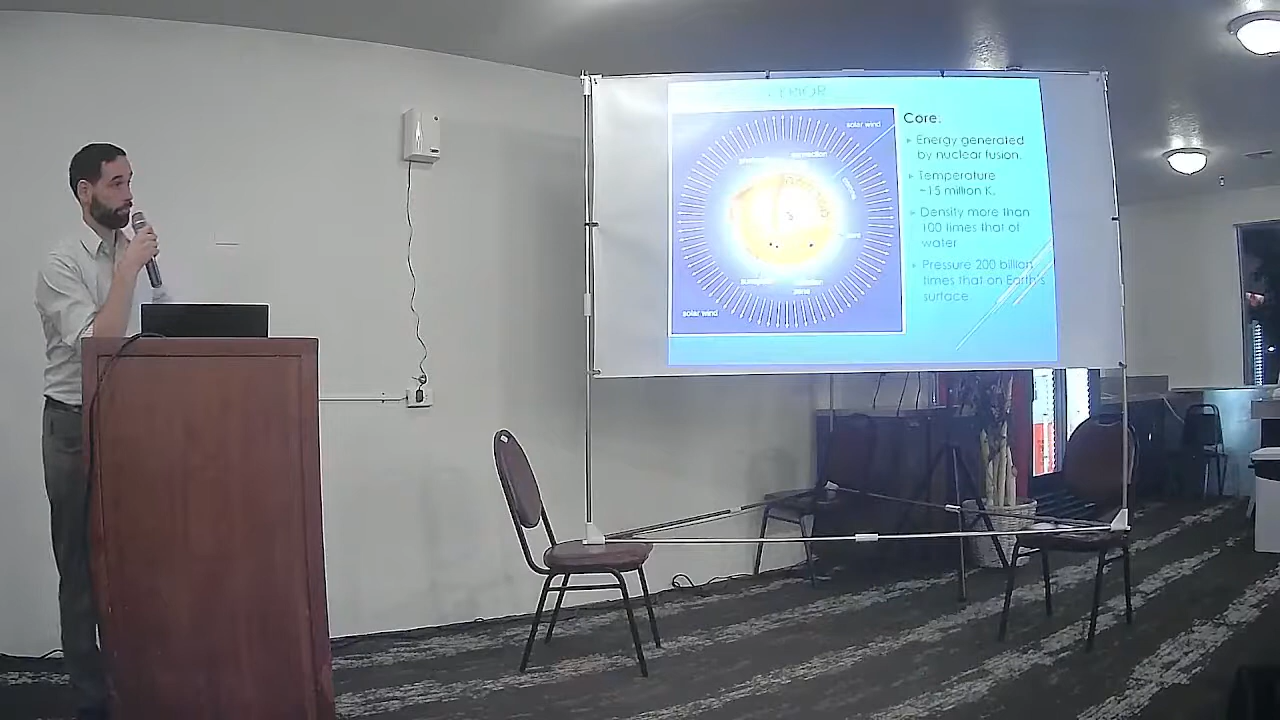 solar wind
Core:
Energy generated
by nuclear fusion.
Temperature
~15 million K.
Density more than
100 times that of
water
Pressure 200 billion
times that on Earth's
surface.
solar wind